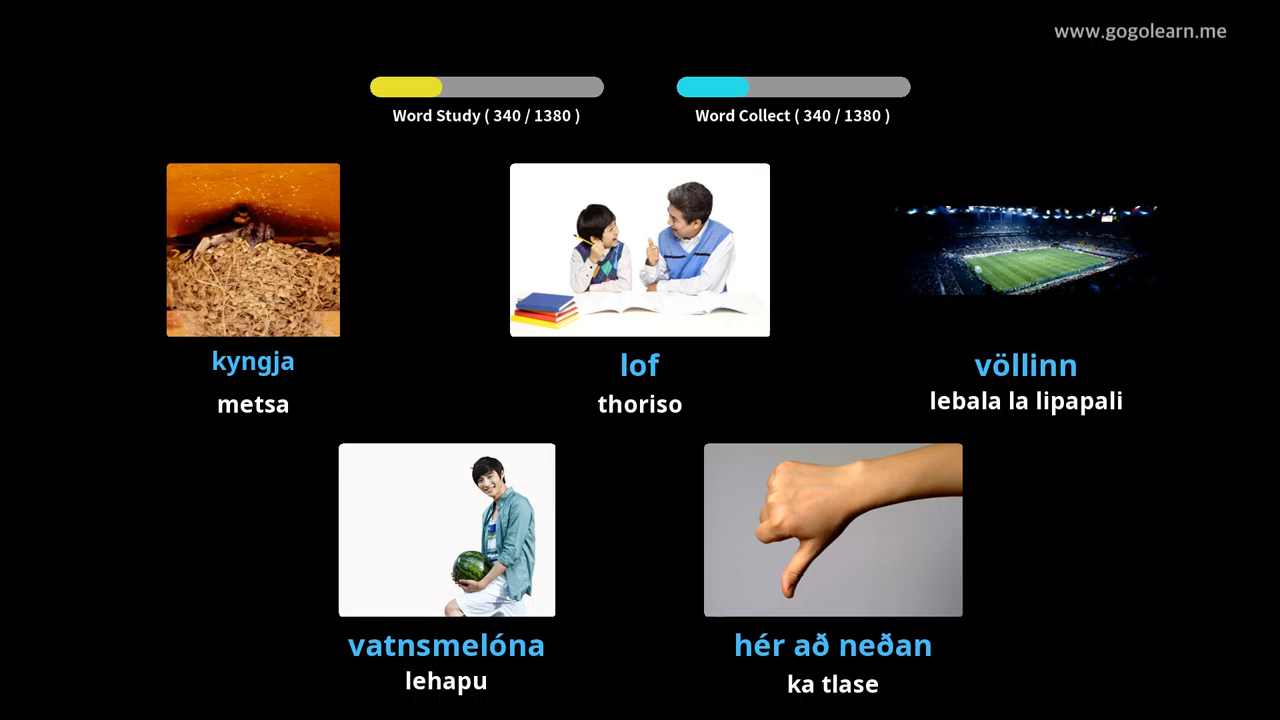 www.gogolearn.me
Word Study ( 340 / 1380 )
Word Collect ( 340 / 1380 )
kyngja
metsa
lof
thoriso
völlinn
lebala la lipapali
vatnsmelóna
lehapu
hér að neðan
ka tlase